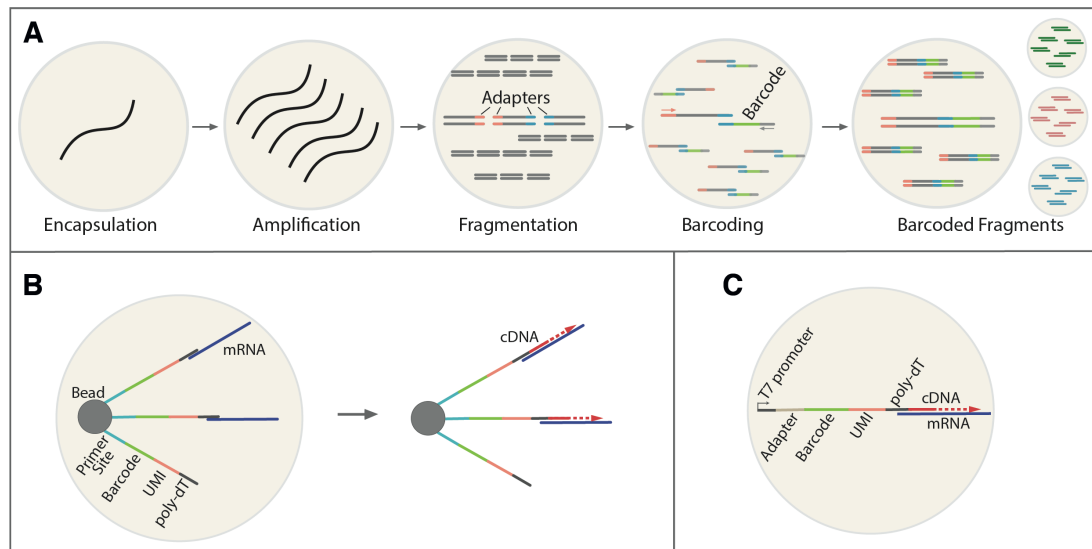 A
Adapters
Barcode
Encapsulation
Amplification
Fragmentation
Barcoding
Barcoded Fragments
B
Bead
mRNA
Primer
Site
Barcode
UMI
poly-dT
cDNA
C
T7 promoter
Adapter
Barcode
UMI
poly-dT
cDNA
mRNA